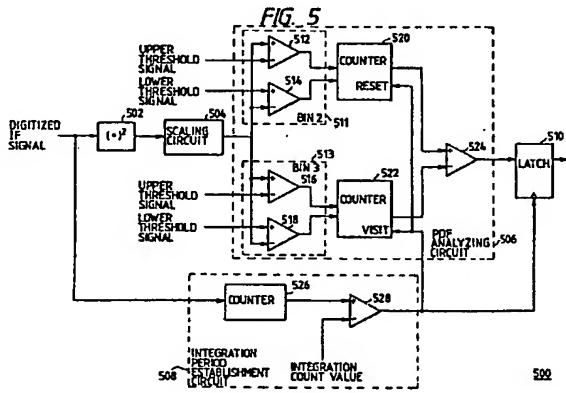 FIG. 5
512
UPPER
THRESHOLD
SIGNAL
514
LOWER
THRESHOLD
SIGNAL
BIN 2
511
520
COUNTER
RESET
DIGITIZED
IF
SIGNAL
502
(•)²
504
SCALING
CIRCUIT
513
BIN 3
516
UPPER
THRESHOLD
SIGNAL
518
LOWER
THRESHOLD
SIGNAL
522
COUNTER
VISIT
524
510
LATCH
PDF
ANALYZING
CIRCUIT
506
526
COUNTER
528
508
INTEGRATION
PERIOD
ESTABLISHMENT
CIRCUIT
INTEGRATION
COUNT VALUE
500